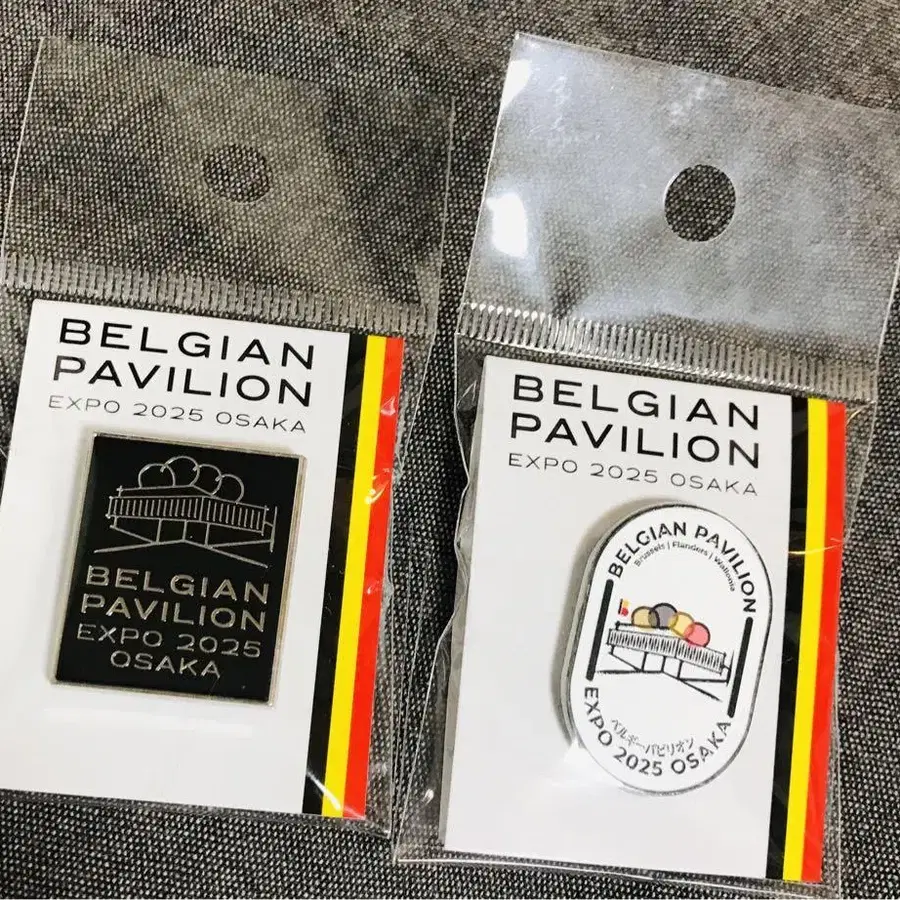 BELGIAN
PAVILION
EXPO 2025 OSAKA
BELGIAN
PAVILION
EXPO 2025
OSAKA
BELGIAN
PAVILION
EXPO 2025 OSAKA
BELGIAN PAVILION
Brussels | Flanders | Wallonia
ベルギーパビリオン
EXPO 2025 OSAKA